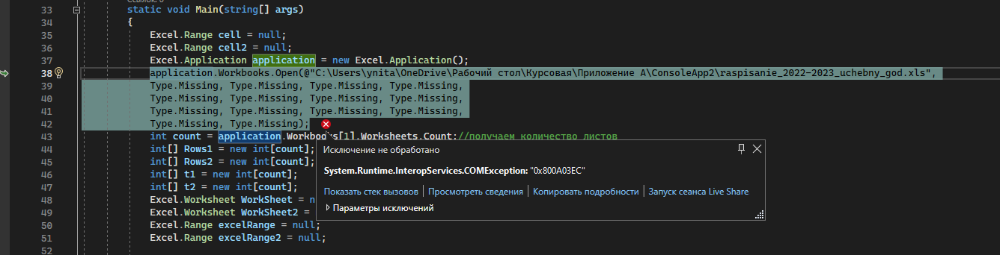 33 static void Main(string[] args)
34 {
35 Excel.Range cell = null;
36 Excel.Range cell2 = null;
37 Excel.Application application = new Excel.Application();
38 application.Workbooks.Open(@"C:\Users\ynita\OneDrive\Рабочий стол\Курсовая\Приложение А\ConsoleApp2\raspisanie_2022-2023_uchebny_god.xls",
39 Type.Missing, Type.Missing, Type.Missing, Type.Missing,
40 Type.Missing, Type.Missing, Type.Missing, Type.Missing,
41 Type.Missing, Type.Missing, Type.Missing, Type.Missing,
42 Type.Missing, Type.Missing);
43 int count = application.Workbooks[1].Worksheets.Count;//получаем количество листов
44 int[] Rows1 = new int[count];
45 int[] Rows2 = new int[count];
46 int[] t1 = new int[count];
47 int[] t2 = new int[count];
48 Excel.Worksheet WorkSheet = n
49 Excel.Worksheet WorkSheet2 =
50 Excel.Range excelRange = null;
51 Excel.Range excelRange2 = null;
52
Исключение не обработано
System.Runtime.InteropServices.COMException: "0x800A03EC"
Показать стек вызовов | Просмотреть сведения | Копировать подробности | Запуск сеанса Live Share
Параметры исключений